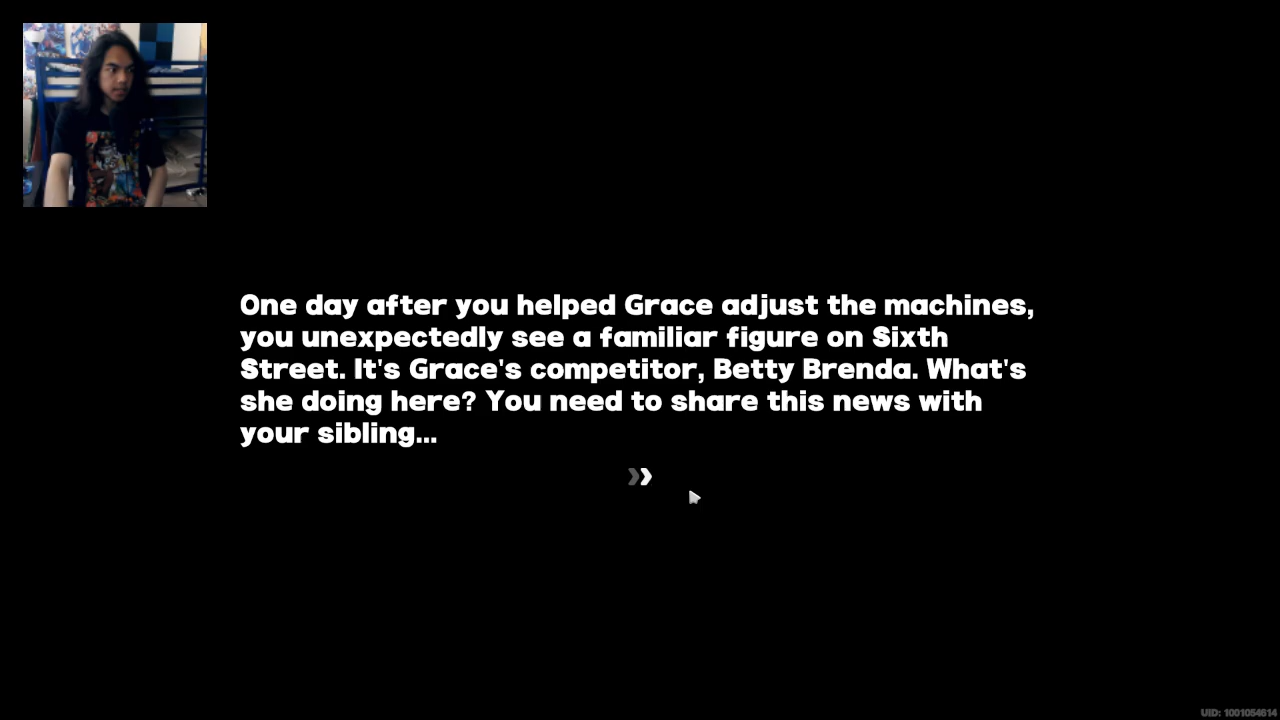 One day after you helped Grace adjust the machines,
you unexpectedly see a familiar figure on Sixth
Street. It's Grace's competitor, Betty Brenda. What's
she doing here? You need to share this news with
your sibling...
UID: 1001054614